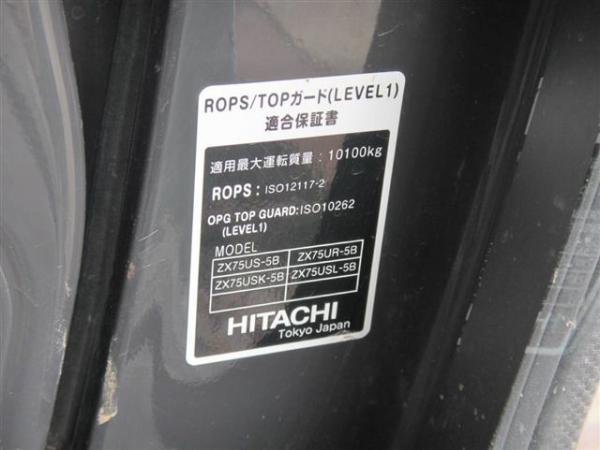 ROPS/TOPガード(LEVEL1)
適合保証書
適用最大運転質量：10100kg
ROPS：ISO12117-2
OPG TOP GUARD:ISO10262
(LEVEL1)
MODEL
ZX75US-5B ZX75UR-5B
ZX75USK-5B ZX75USL-5B
HITACHI
Tokyo Japan